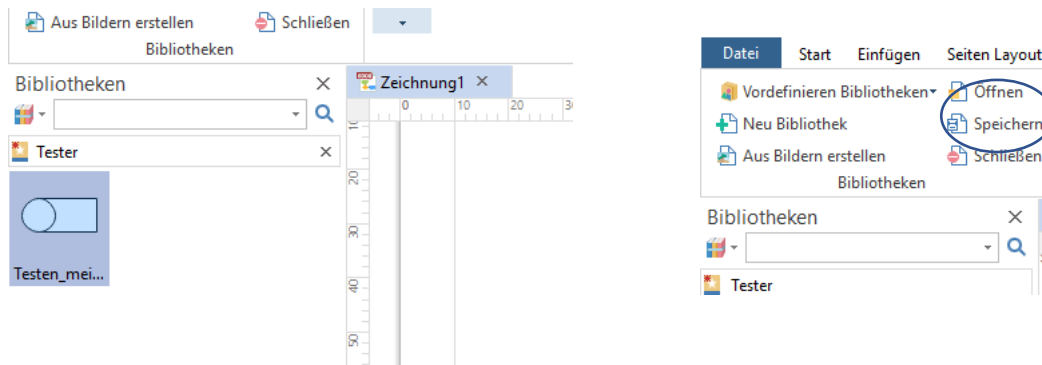 Aus Bildern erstellen Schließen
Bibliotheken
Bibliotheken
Zeichnung1
0 10 20
Tester
20
30
40
50
Testen_mei...
Datei Start Einfügen Seiten Layout
Vordefinieren Bibliotheken Öffnen
Neu Bibliothek Speichern
Aus Bildern erstellen Schließen
Bibliotheken
Bibliotheken
Tester